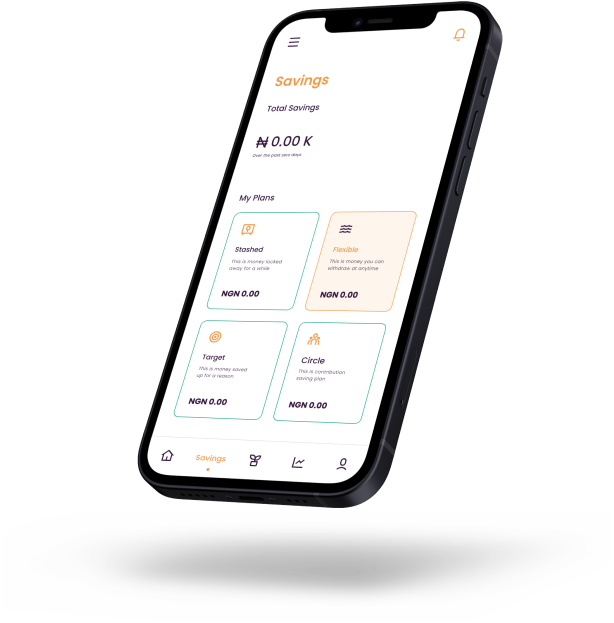 Savings
Total Savings
₦ 0.00 K
Over the past zero days
My Plans
Stashed
This is money locked
away for a while
NGN 0.00
Flexible
This is money you can
withdraw at anytime
NGN 0.00
Target
This is money saved
up for a reason
NGN 0.00
Circle
This is contribution
saving plan
NGN 0.00
Savings